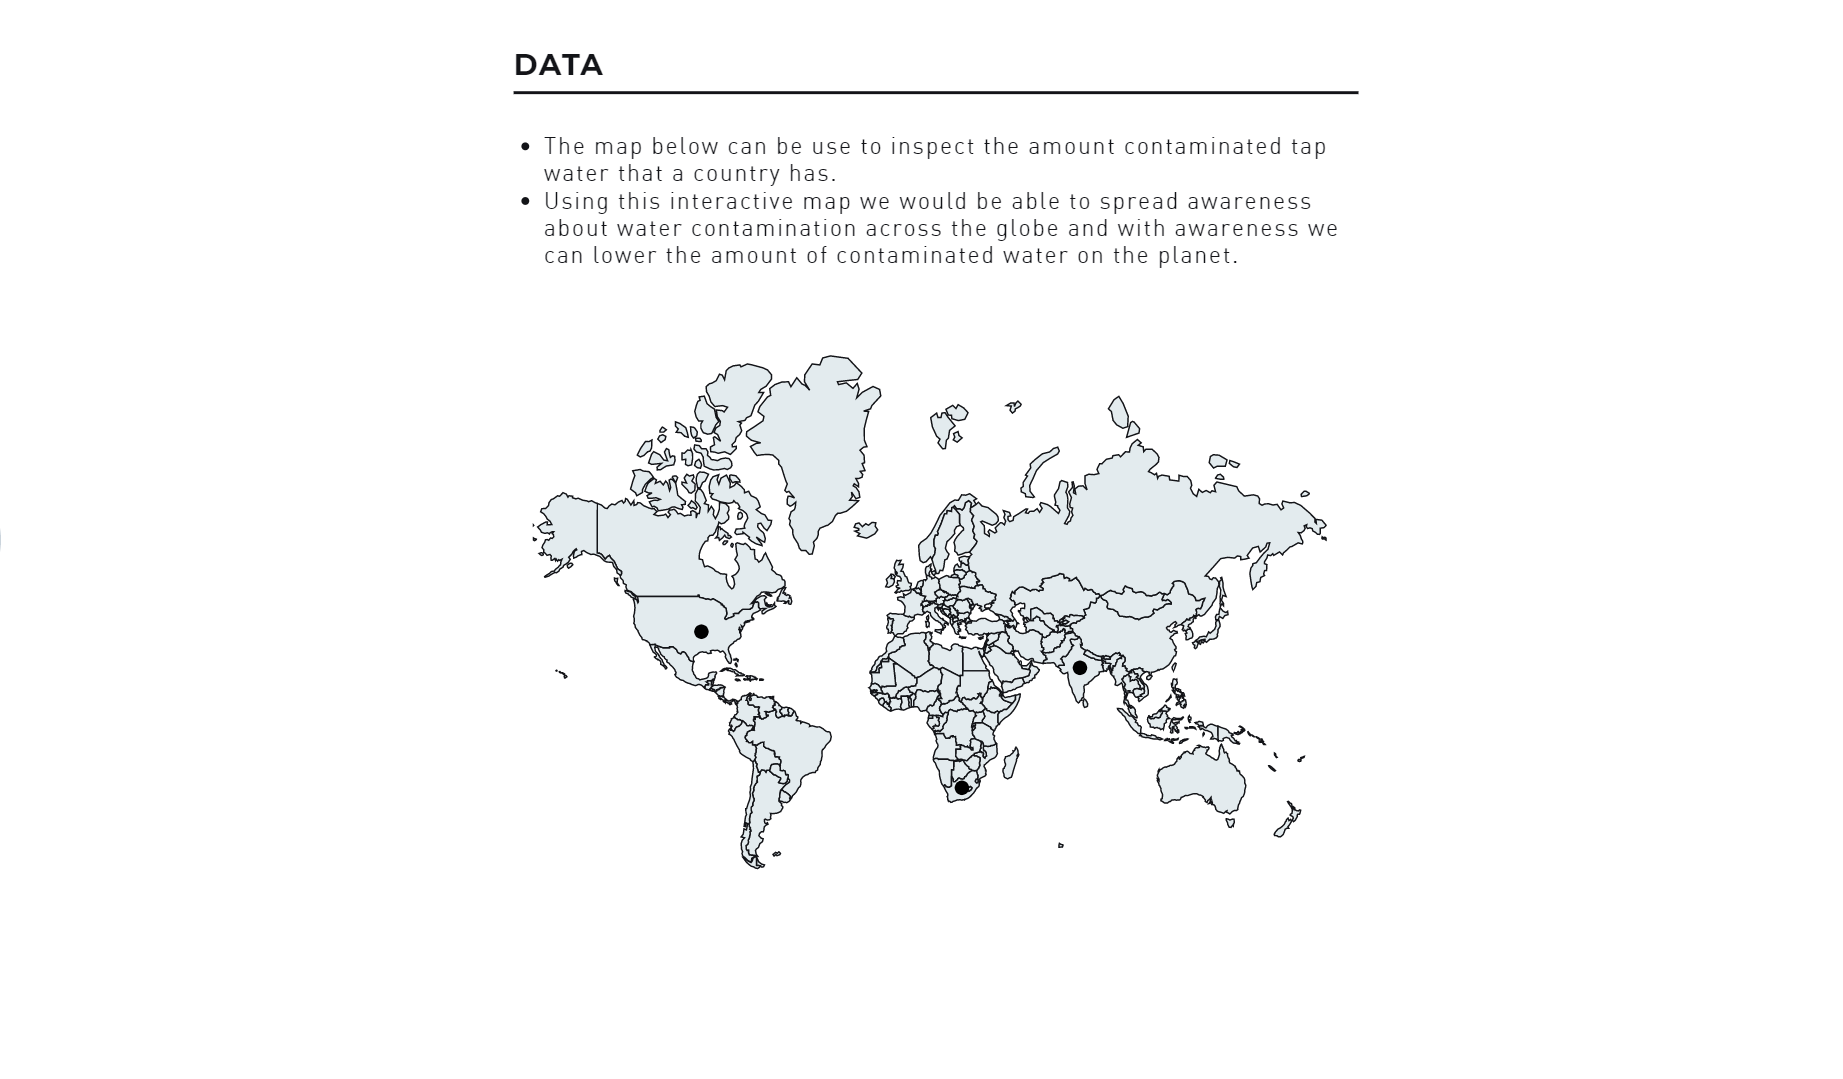 DATA
The map below can be use to inspect the amount contaminated tap
water that a country has.
Using this interactive map we would be able to spread awareness
about water contamination across the globe and with awareness we
can lower the amount of contaminated water on the planet.